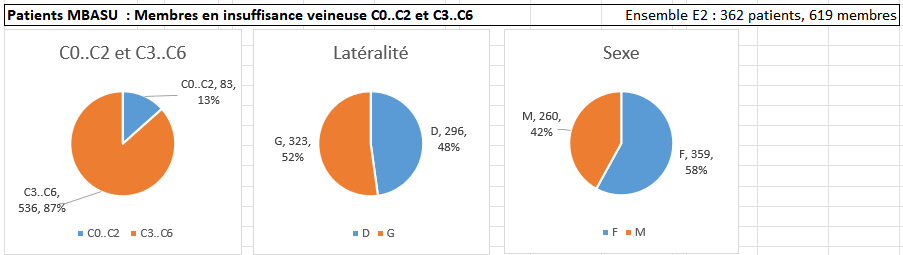 Patients MBASU : Membres en insuffisance veineuse C0..C2 et C3..C6
Ensemble E2 : 362 patients, 619 membres
C0..C2 et C3..C6
C0..C2, 83,
13%
C3..C6,
536, 87%
C0..C2 C3..C6
Latéralité
G, 323,
52%
D, 296,
48%
D G
Sexe
M, 260,
42%
F, 359,
58%
F M